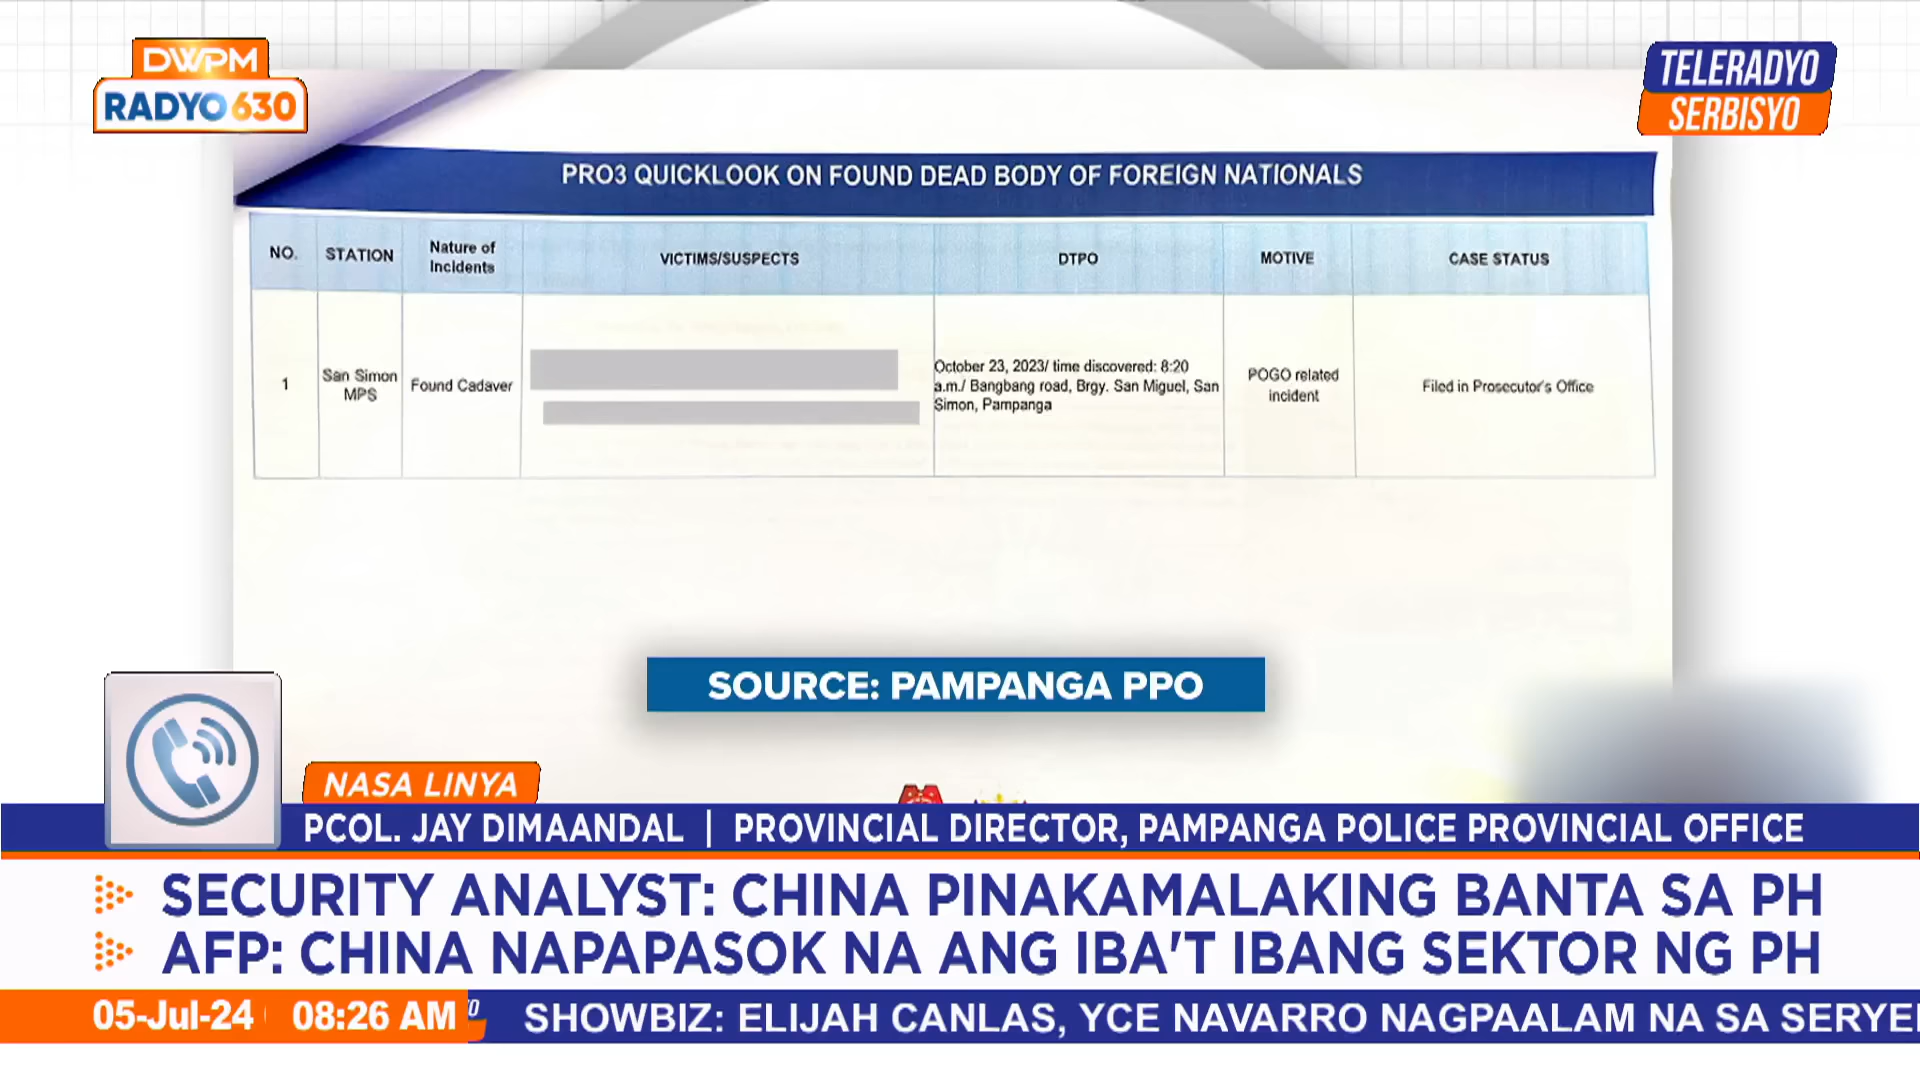 DWPM
RADYO 630
TELERADYO
SERBISYO
PRO3 QUICKLOOK ON FOUND DEAD BODY OF FOREIGN NATIONALS
NO.
STATION
Nature of
Incidents
VICTIMS/SUSPECTS
DTPO
MOTIVE
CASE STATUS
1
San Simon
MPS
Found Cadaver
October 23, 2023/ time discovered: 8:20
a.m./ Bangbang road, Brgy. San Miguel, San
Simon, Pampanga
POGO related
incident
Filed in Prosecutor's Office
SOURCE: PAMPANGA PPO
NASA LINYA
PCOL. JAY DIMAANDAL | PROVINCIAL DIRECTOR, PAMPANGA POLICE PROVINCIAL OFFICE
SECURITY ANALYST: CHINA PINAKAMALAKING BANTA SA PH
AFP: CHINA NAPAPASOK NA ANG IBA'T IBANG SEKTOR NG PH
05-Jul-24 08:26 AM
SHOWBIZ: ELIJAH CANLAS, YCE NAVARRO NAGPAALAM NA SA SERYE